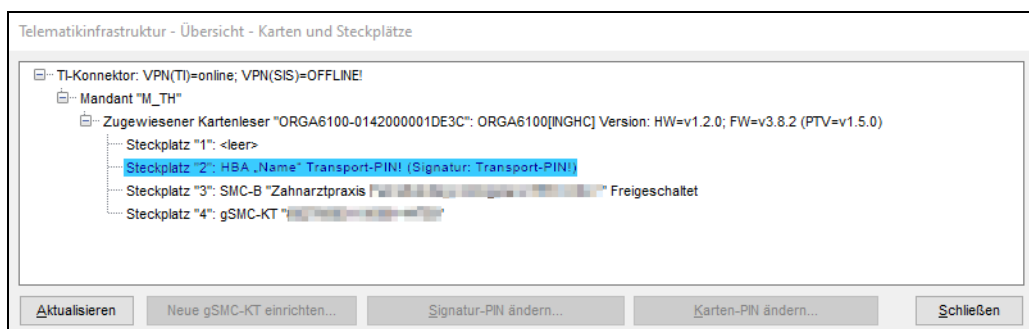 Telematikinfrastruktur - Übersicht - Karten und Steckplätze
TI-Konnektor: VPN(TI)=online; VPN(SIS)=OFFLINE!
Mandant "M_TH"
Zugewiesener Kartenleser "ORGA6100-0142000001DE3C": ORGA6100[INGHC] Version: HW=v1.2.0; FW=v3.8.2 (PTV=v1.5.0)
Steckplatz "1": <leer>
Steckplatz "2": HBA „Name“ Transport-PIN! (Signatur: Transport-PIN!)
Steckplatz "3": SMC-B "Zahnarztpraxis " Freigeschaltet
Steckplatz "4": gSMC-KT ""
Aktualisieren Neue gSMC-KT einrichten... Signatur-PIN ändern... Karten-PIN ändern... Schließen